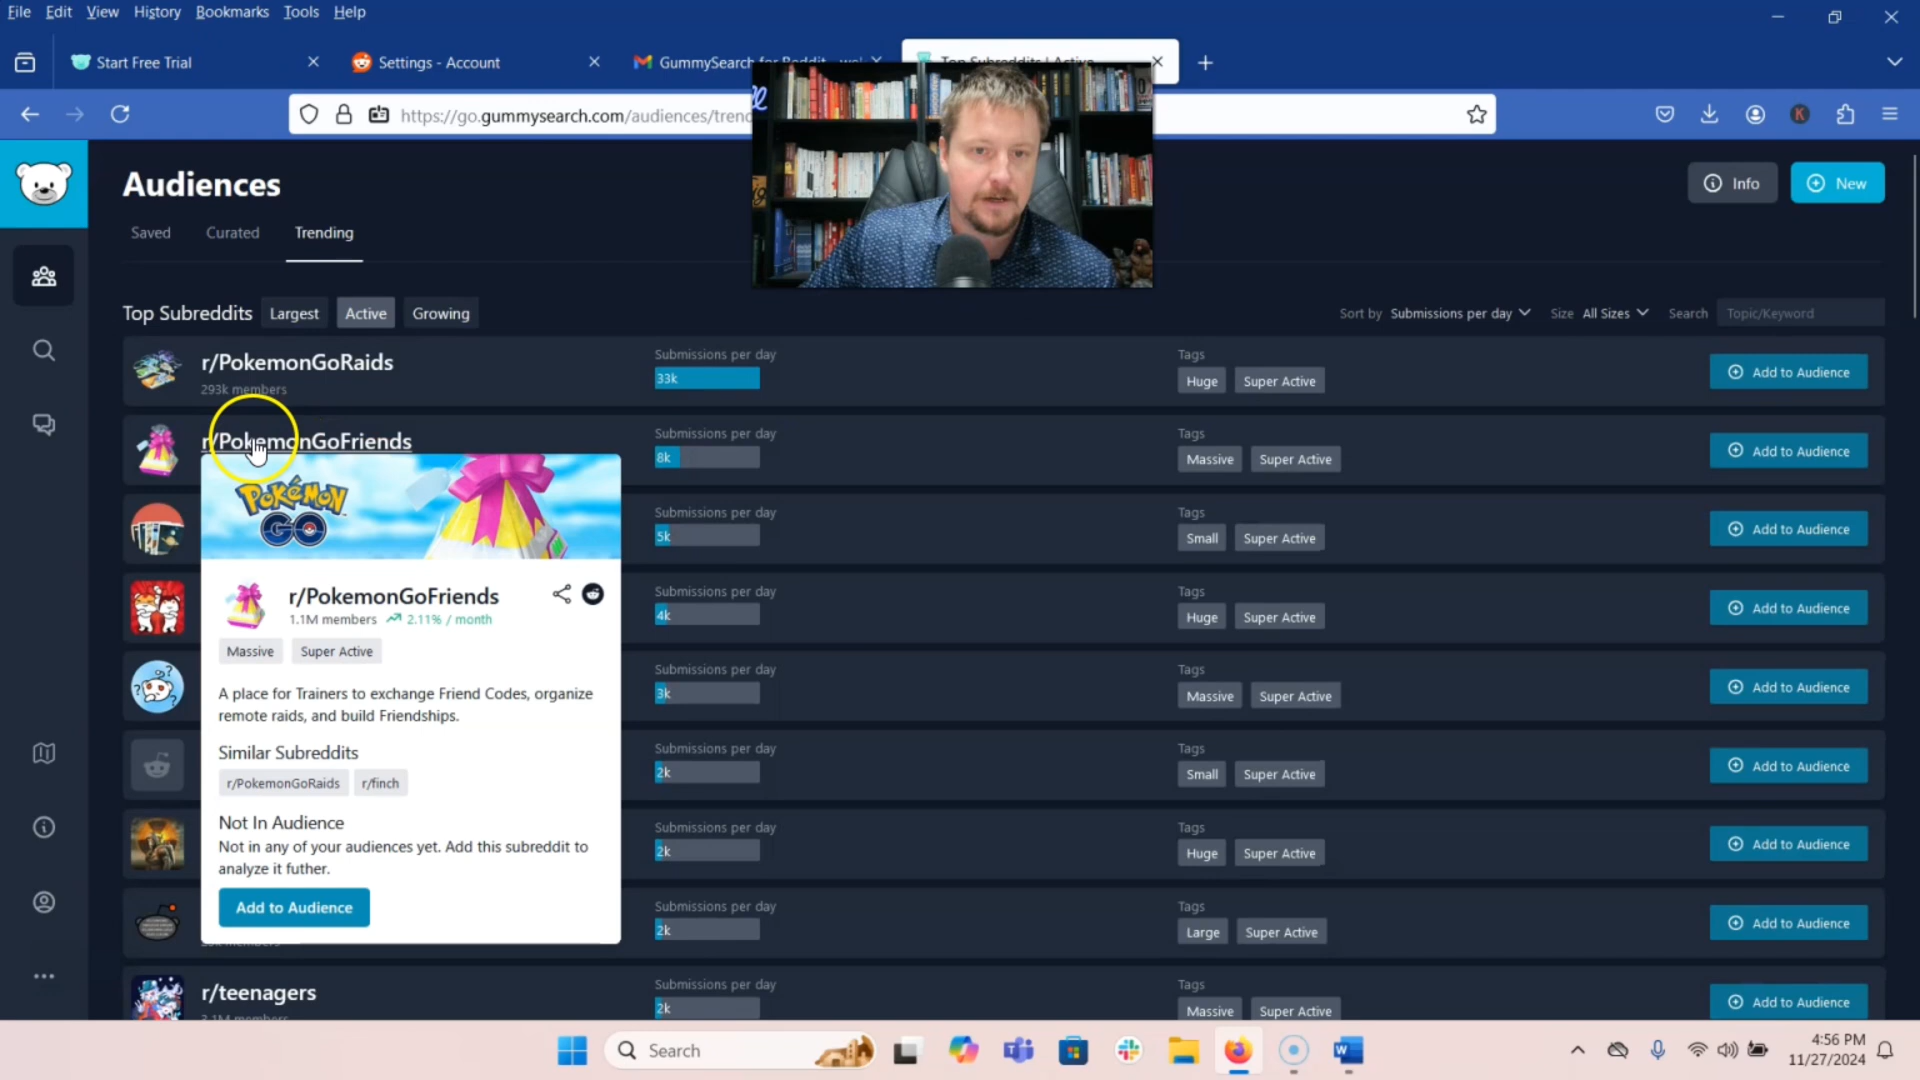 File Edit View History Bookmarks Tools Help
Start Free Trial
Settings - Account
GummySearch for Reddit
Top Subreddits | Active
https://go.gummysearch.com/audiences/trend
K
Audiences
Info
New
Saved
Curated
Trending
Top Subreddits
Largest
Active
Growing
Sort by Submissions per day
Size All Sizes
Search Topic/Keyword
r/PokemonGoRaids
293k members
Submissions per day
33k
Tags
Huge
Super Active
Add to Audience
r/PokemonGoFriends
Submissions per day
8k
Tags
Massive
Super Active
Add to Audience
POKÉMON
GO
r/PokemonGoFriends
1.1M members 2.11% / month
Massive
Super Active
A place for Trainers to exchange Friend Codes, organize
remote raids, and build Friendships.
Similar Subreddits
r/PokemonGoRaids
r/finch
Not In Audience
Not in any of your audiences yet. Add this subreddit to
analyze it futher.
Add to Audience
Submissions per day
5k
Tags
Small
Super Active
Add to Audience
Submissions per day
4k
Tags
Huge
Super Active
Add to Audience
Submissions per day
3k
Tags
Massive
Super Active
Add to Audience
Submissions per day
2k
Tags
Small
Super Active
Add to Audience
Submissions per day
2k
Tags
Huge
Super Active
Add to Audience
Submissions per day
2k
Tags
Large
Super Active
Add to Audience
r/teenagers
3.1M members
Submissions per day
2k
Tags
Massive
Super Active
Add to Audience
Search
4:56 PM
11/27/2024